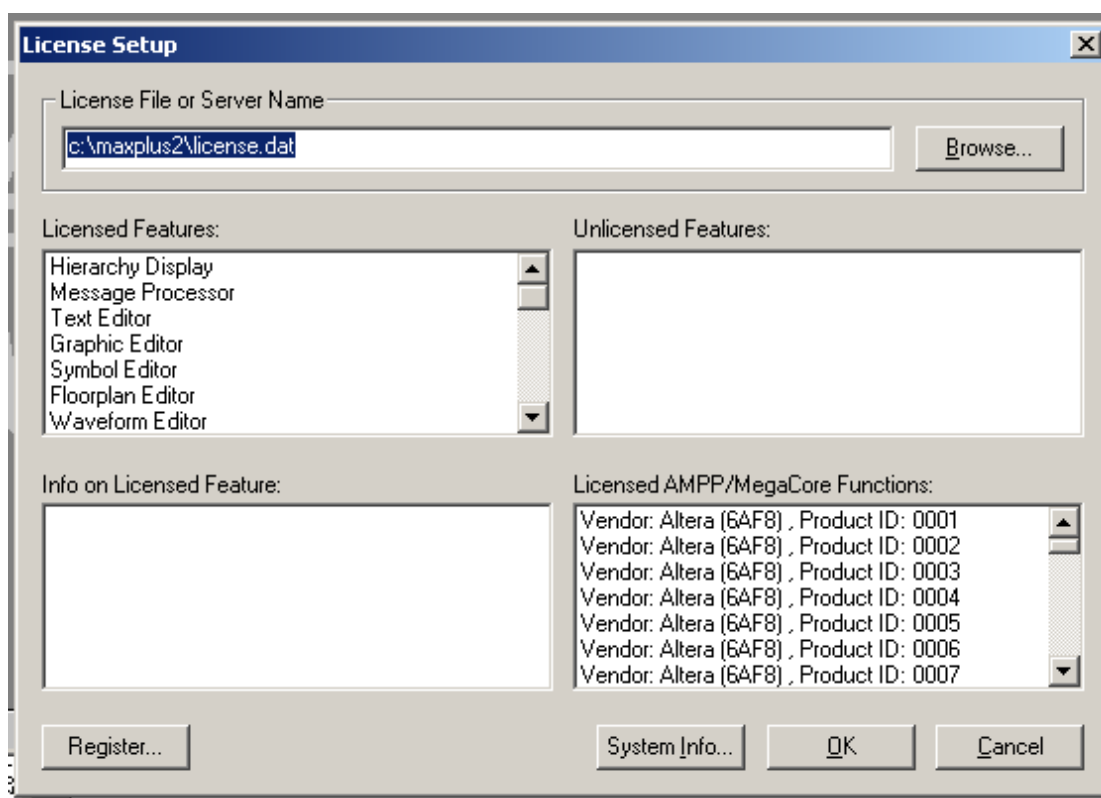 License Setup
License File or Server Name
c:\maxplus2\license.dat
Browse...
Licensed Features:
Hierarchy Display
Message Processor
Text Editor
Graphic Editor
Symbol Editor
Floorplan Editor
Waveform Editor
Unlicensed Features:
Info on Licensed Feature:
Licensed AMPP/MegaCore Functions:
Vendor: Altera (6AF8) , Product ID: 0001
Vendor: Altera (6AF8) , Product ID: 0002
Vendor: Altera (6AF8) , Product ID: 0003
Vendor: Altera (6AF8) , Product ID: 0004
Vendor: Altera (6AF8) , Product ID: 0005
Vendor: Altera (6AF8) , Product ID: 0006
Vendor: Altera (6AF8) , Product ID: 0007
Register...
System Info...
OK
Cancel